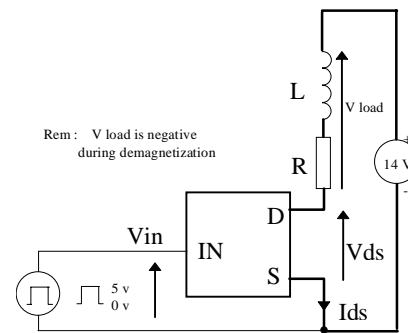 L
V load
Rem : V load is negative
during demagnetization
+
14 V
-
R
D
Vin
IN
Vds
S
5 v
0 v
Ids